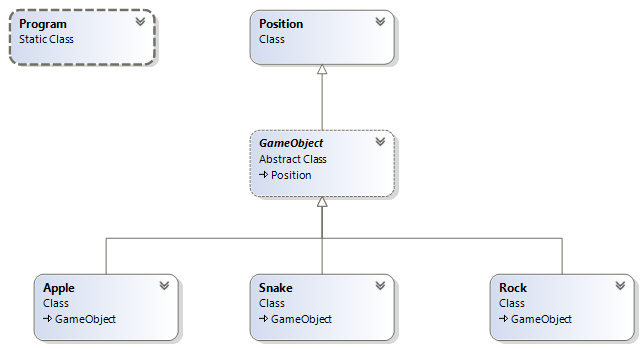 Program
Static Class
Position
Class
GameObject
Abstract Class
Position
Apple
Class
GameObject
Snake
Class
GameObject
Rock
Class
GameObject